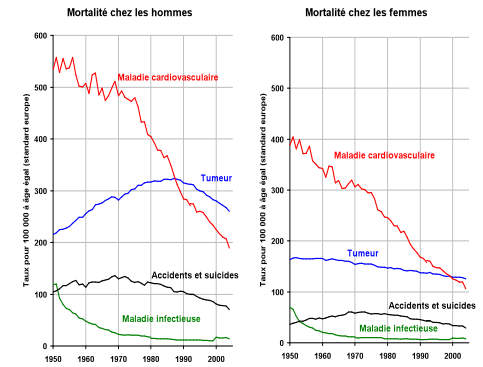 Mortalité chez les hommes
Taux pour 100 000 à âge égal (standard europe)
600
500
400
300
200
100
0
Maladie cardiovasculaire
Tumeur
Accidents et suicides
Maladie infectieuse
1950 1960 1970 1980 1990 2000
Mortalité chez les femmes
Taux pour 100 000 à âge égal (standard europe)
600
500
400
300
200
100
0
Maladie cardiovasculaire
Tumeur
Accidents et suicides
Maladie infectieuse
1950 1960 1970 1980 1990 2000